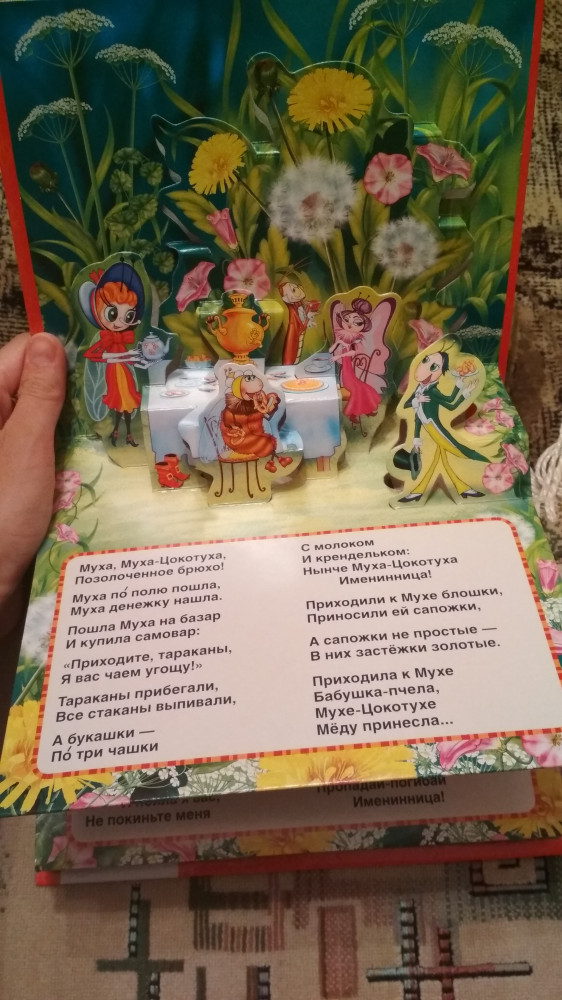 Муха, Муха-Цокотуха,
Позолоченное брюхо!
Муха по́ полю пошла,
Муха денежку нашла.
Пошла Муха на базар
И купила самовар:
«Приходите, тараканы,
Я вас чаем угощу!»
Тараканы прибегали,
Все стаканы выпивали,
А букашки —
По́ три чашки
С молоком
И крендельком:
Нынче Муха-Цокотуха
Именинница!
Приходили к Мухе блошки,
Приносили ей сапожки,
А сапожки не простые —
В них застёжки золотые.
Приходила к Мухе
Бабушка-пчела,
Мухе-Цокотухе
Мёду принесла...
вас,
Не покиньте меня
Пропадай-погибай
Именинница!